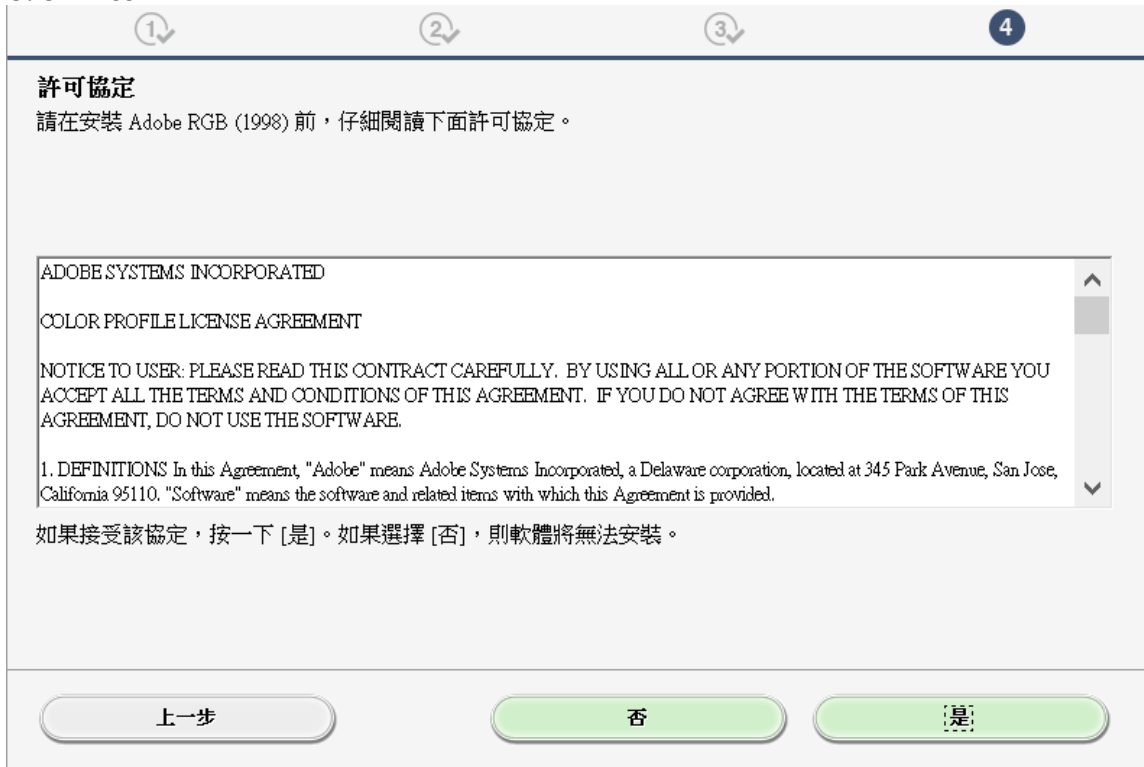 1 2 3 4
許可協定
請在安裝 Adobe RGB (1998) 前，仔細閱讀下面許可協定。
ADOBE SYSTEMS INCORPORATED
COLOR PROFILE LICENSE AGREEMENT
NOTICE TO USER: PLEASE READ THIS CONTRACT CAREFULLY.  BY USING ALL OR ANY PORTION OF THE SOFTWARE YOU
ACCEPT ALL THE TERMS AND CONDITIONS OF THIS AGREEMENT.  IF YOU DO NOT AGREE WITH THE TERMS OF THIS
AGREEMENT, DO NOT USE THE SOFTWARE.
1. DEFINITIONS In this Agreement, "Adobe" means Adobe Systems Incorporated, a Delaware corporation, located at 345 Park Avenue, San Jose,
California 95110. "Software" means the software and related items with which this Agreement is provided.
如果接受該協定，按一下 [是]。如果選擇 [否]，則軟體將無法安裝。
上一步 否 是